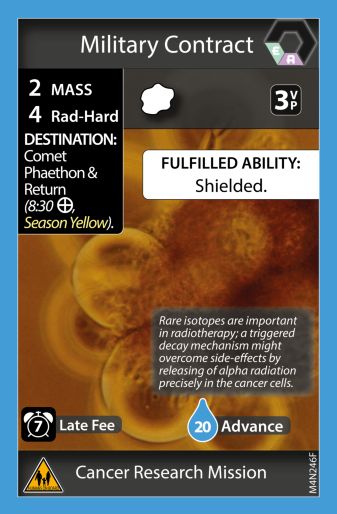 Military Contract
E
A
2 MASS
4 Rad-Hard
3 VP
DESTINATION:
Comet
Phaethon &
Return
(8:30 ⊕,
Season Yellow).
FULFILLED ABILITY:
Shielded.
Rare isotopes are important
in radiotherapy; a triggered
decay mechanism might
overcome side-effects by
releasing of alpha radiation
precisely in the cancer cells.
7 Late Fee
20 Advance
Cancer Research Mission
M4N246F